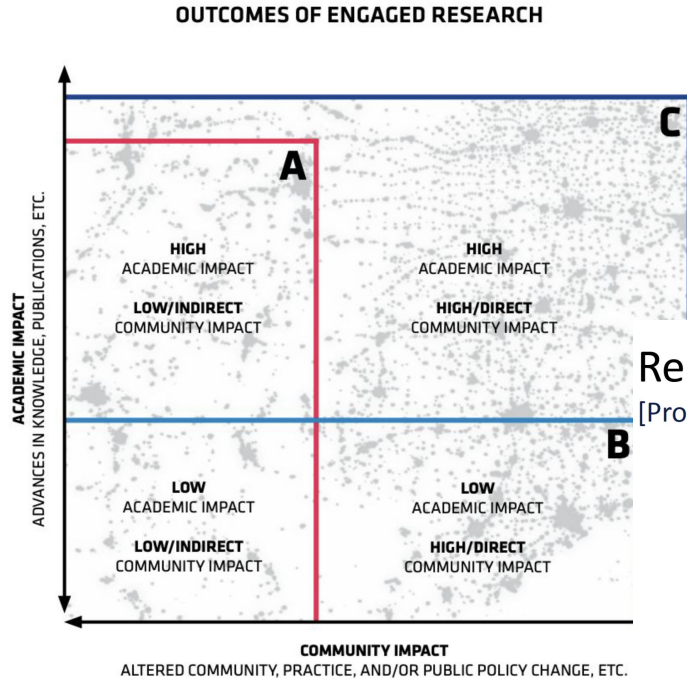 OUTCOMES OF ENGAGED RESEARCH
C
A
HIGH
ACADEMIC IMPACT
LOW/INDIRECT
COMMUNITY IMPACT
HIGH
ACADEMIC IMPACT
HIGH/DIRECT
COMMUNITY IMPACT
ACADEMIC IMPACT
ADVANCES IN KNOWLEDGE, PUBLICATIONS, ETC.
Re
[Pro
B
LOW
ACADEMIC IMPACT
LOW/INDIRECT
COMMUNITY IMPACT
LOW
ACADEMIC IMPACT
HIGH/DIRECT
COMMUNITY IMPACT
COMMUNITY IMPACT
ALTERED COMMUNITY, PRACTICE, AND/OR PUBLIC POLICY CHANGE, ETC.